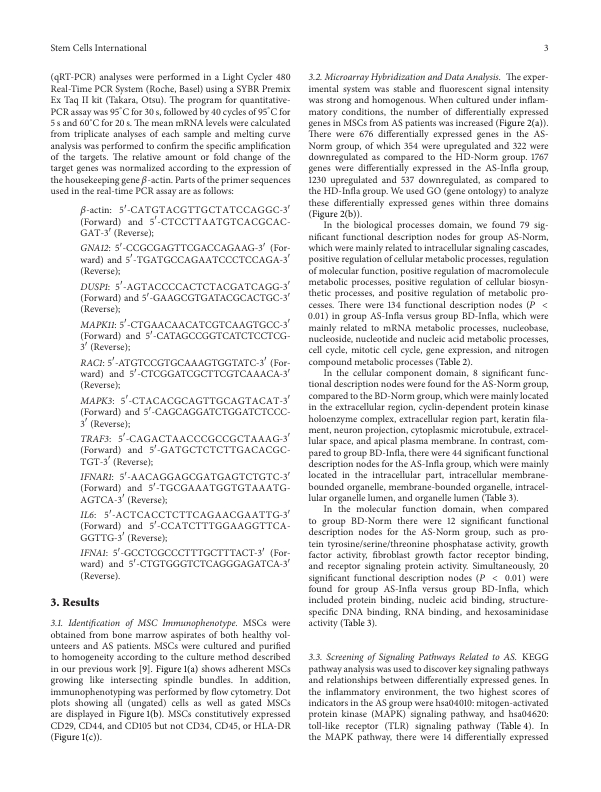 Stem Cells International
3
(qRT-PCR) analyses were performed in a Light Cycler 480
Real-Time PCR System (Roche, Basel) using a SYBR Premix
Ex Taq II kit (Takara, Otsu). The program for quantitative-
PCR assay was 95°C for 30 s, followed by 40 cycles of 95°C for
5 s and 60°C for 20 s. The mean mRNA levels were calculated
from triplicate analyses of each sample and melting curve
analysis was performed to confirm the specific amplification
of the targets. The relative amount or fold change of the
target genes was normalized according to the expression of
the housekeeping gene β-actin. Parts of the primer sequences
used in the real-time PCR assay are as follows:
β-actin: 5′-CATGTACGTTGCTATCCAGGC-3′
(Forward) and 5′-CTCCTTAATGTCACGCAC-
GAT-3′ (Reverse);
GNAI2: 5′-CCGCGAGTTCGACCAGAAG-3′ (For-
ward) and 5′-TGATGCCAGAATCCCTCCAGA-3′
(Reverse);
DUSP1: 5′-AGTACCCCACTCTACGATCAGG-3′
(Forward) and 5′-GAAGCGTGATACGCACTGC-3′
(Reverse);
MAPK11: 5′-CTGAACAACATCGTCAAGTGCC-3′
(Forward) and 5′-CATAGCCGGTCATCTCCTCG-
3′ (Reverse);
RAC1: 5′-ATGTCCGTGCAAAGTGGTATC-3′ (For-
ward) and 5′-CTCGGATCGCTTCGTCAAACA-3′
(Reverse);
MAPK3: 5′-CTACACGCAGTTGCAGTACAT-3′
(Forward) and 5′-CAGCAGGATCTGGATCTCCC-
3′ (Reverse);
TRAF3: 5′-CAGACTAACCCGCCGCTAAAG-3′
(Forward) and 5′-GATGCTCTCTTGACACGC-
TGT-3′ (Reverse);
IFNAR1: 5′-AACAGGAGCGATGAGTCTGTC-3′
(Forward) and 5′-TGCGAAATGGTGTAAATG-
AGTCA-3′ (Reverse);
IL6: 5′-ACTCACCTCTTCAGAACGAATTG-3′
(Forward) and 5′-CCATCTTTGGAAGGTTCA-
GGTTG-3′ (Reverse);
IFNA1: 5′-GCCTCGCCCTTTGCTTTACT-3′ (For-
ward) and 5′-CTGTGGGTCTCAGGGAGATCA-3′
(Reverse).
3. Results
3.1. Identification of MSC Immunophenotype. MSCs were
obtained from bone marrow aspirates of both healthy vol-
unteers and AS patients. MSCs were cultured and purified
to homogeneity according to the culture method described
in our previous work [9]. Figure 1(a) shows adherent MSCs
growing like intersecting spindle bundles. In addition,
immunophenotyping was performed by flow cytometry. Dot
plots showing all (ungated) cells as well as gated MSCs
are displayed in Figure 1(b). MSCs constitutively expressed
CD29, CD44, and CD105 but not CD34, CD45, or HLA-DR
(Figure 1(c)).
3.2. Microarray Hybridization and Data Analysis. The exper-
imental system was stable and fluorescent signal intensity
was strong and homogenous. When cultured under inflam-
matory conditions, the number of differentially expressed
genes in MSCs from AS patients was increased (Figure 2(a)).
There were 676 differentially expressed genes in the AS-
Norm group, of which 354 were upregulated and 322 were
downregulated as compared to the HD-Norm group. 1767
genes were differentially expressed in the AS-Infla group,
1230 upregulated and 537 downregulated, as compared to
the HD-Infla group. We used GO (gene ontology) to analyze
these differentially expressed genes within three domains
(Figure 2(b)).
In the biological processes domain, we found 79 sig-
nificant functional description nodes for group AS-Norm,
which were mainly related to intracellular signaling cascades,
positive regulation of cellular metabolic processes, regulation
of molecular function, positive regulation of macromolecule
metabolic processes, positive regulation of cellular biosyn-
thetic processes, and positive regulation of metabolic pro-
cesses. There were 134 functional description nodes (P <
0.01) in group AS-Infla versus group BD-Infla, which were
mainly related to mRNA metabolic processes, nucleobase,
nucleoside, nucleotide and nucleic acid metabolic processes,
cell cycle, mitotic cell cycle, gene expression, and nitrogen
compound metabolic processes (Table 2).
In the cellular component domain, 8 significant func-
tional description nodes were found for the AS-Norm group,
compared to the BD-Norm group, which were mainly located
in the extracellular region, cyclin-dependent protein kinase
holoenzyme complex, extracellular region part, keratin fila-
ment, neuron projection, cytoplasmic microtubule, extracel-
lular space, and apical plasma membrane. In contrast, com-
pared to group BD-Infla, there were 44 significant functional
description nodes for the AS-Infla group, which were mainly
located in the intracellular part, intracellular membrane-
bounded organelle, membrane-bounded organelle, intracel-
lular organelle lumen, and organelle lumen (Table 3).
In the molecular function domain, when compared
to group BD-Norm there were 12 significant functional
description nodes for the AS-Norm group, such as pro-
tein tyrosine/serine/threonine phosphatase activity, growth
factor activity, fibroblast growth factor receptor binding,
and receptor signaling protein activity. Simultaneously, 20
significant functional description nodes (P < 0.01) were
found for group AS-Infla versus group BD-Infla, which
included protein binding, nucleic acid binding, structure-
specific DNA binding, RNA binding, and hexosaminidase
activity (Table 3).
3.3. Screening of Signaling Pathways Related to AS. KEGG
pathway analysis was used to discover key signaling pathways
and relationships between differentially expressed genes. In
the inflammatory environment, the two highest scores of
indicators in the AS group were hsa04010: mitogen-activated
protein kinase (MAPK) signaling pathway, and hsa04620:
toll-like receptor (TLR) signaling pathway (Table 4). In
the MAPK pathway, there were 14 differentially expressed